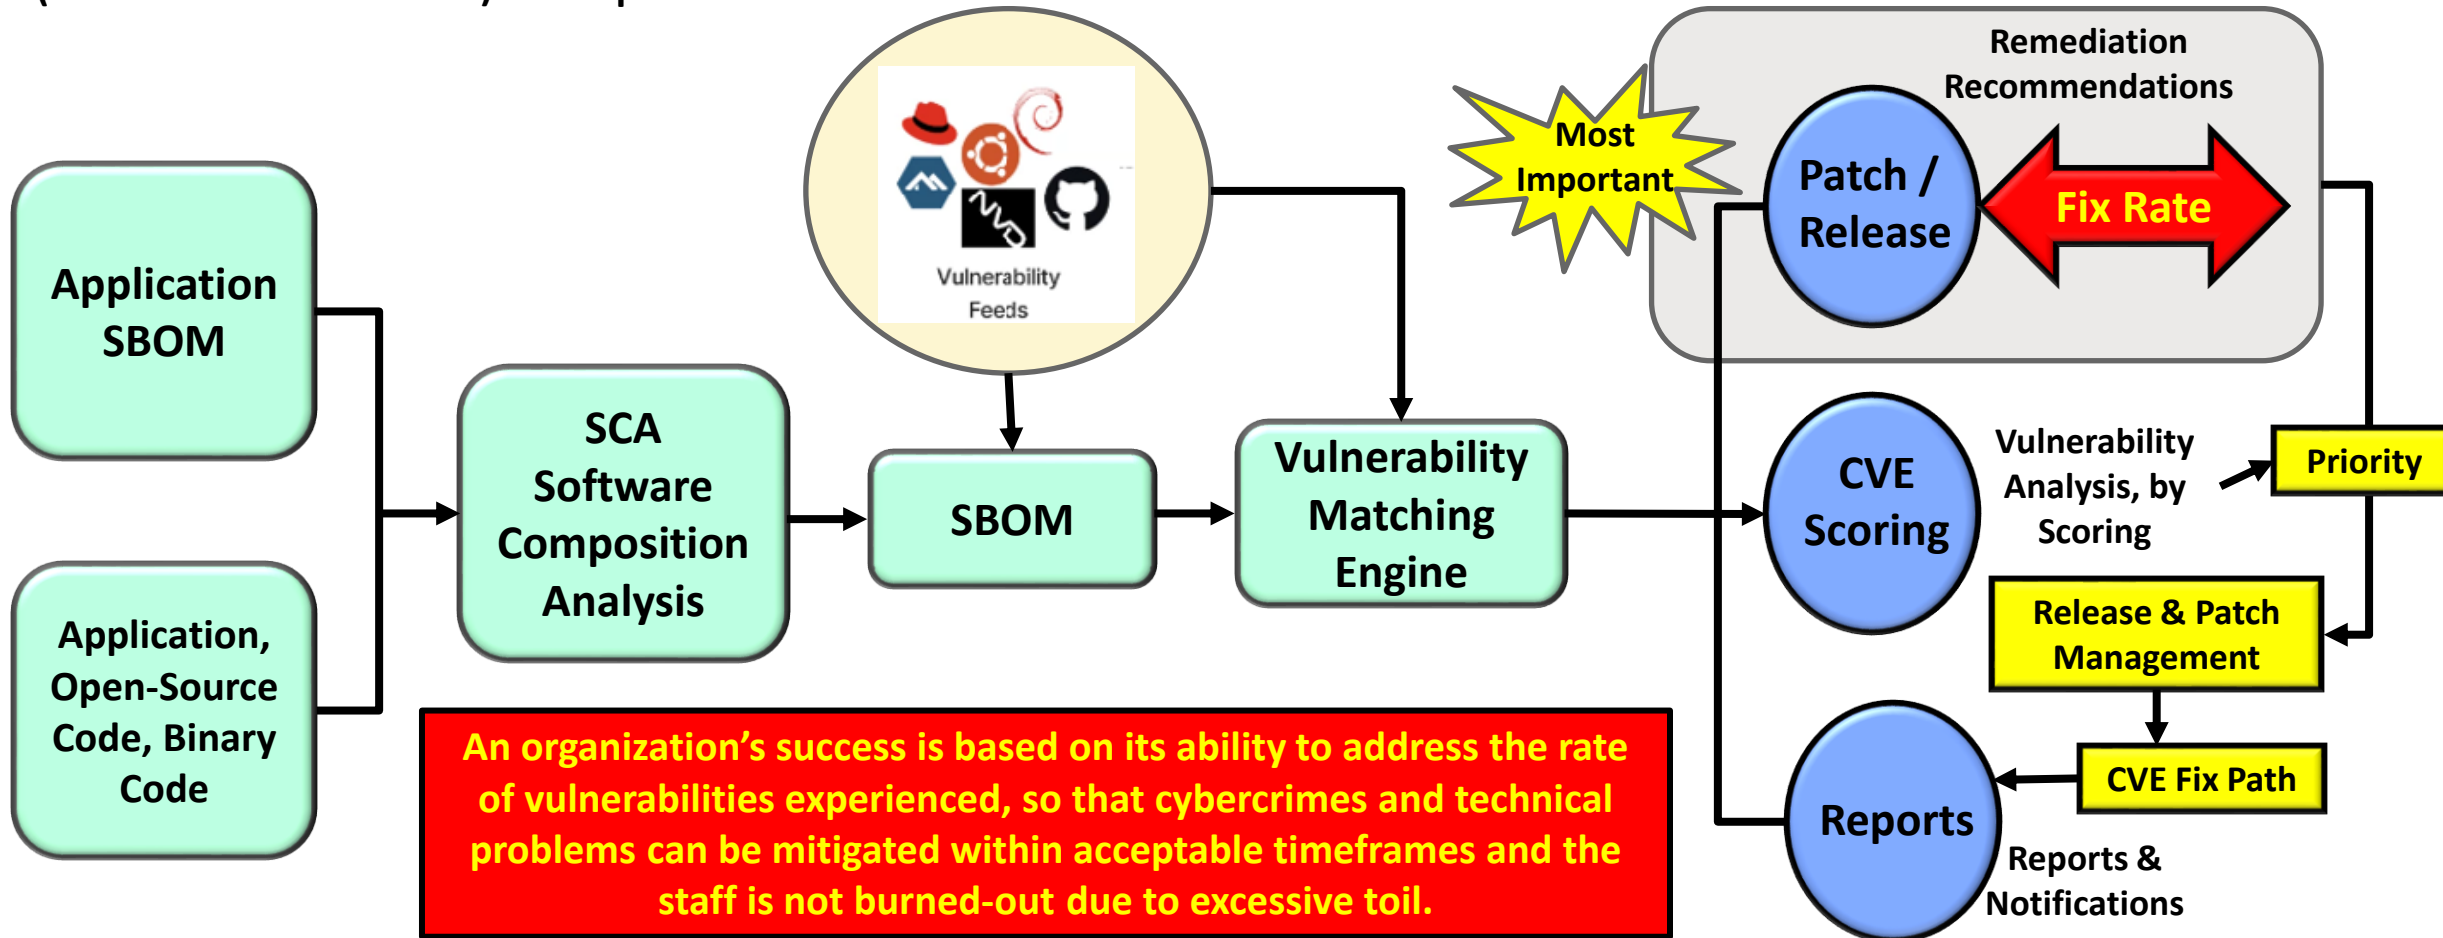 Application
SBOM
Application,
Open-Source
Code, Binary
Code
SCA
Software
Composition
Analysis
NVD
Vulnerability
Feeds
SBOM
Vulnerability
Matching
Engine
Most
Important
Remediation
Recommendations
Patch /
Release
Fix Rate
CVE
Scoring
Vulnerability
Analysis, by
Scoring
Priority
Release & Patch
Management
CVE Fix Path
Reports
Reports &
Notifications
An organization’s success is based on its ability to address the rate
of vulnerabilities experienced, so that cybercrimes and technical
problems can be mitigated within acceptable timeframes and the
staff is not burned-out due to excessive toil.